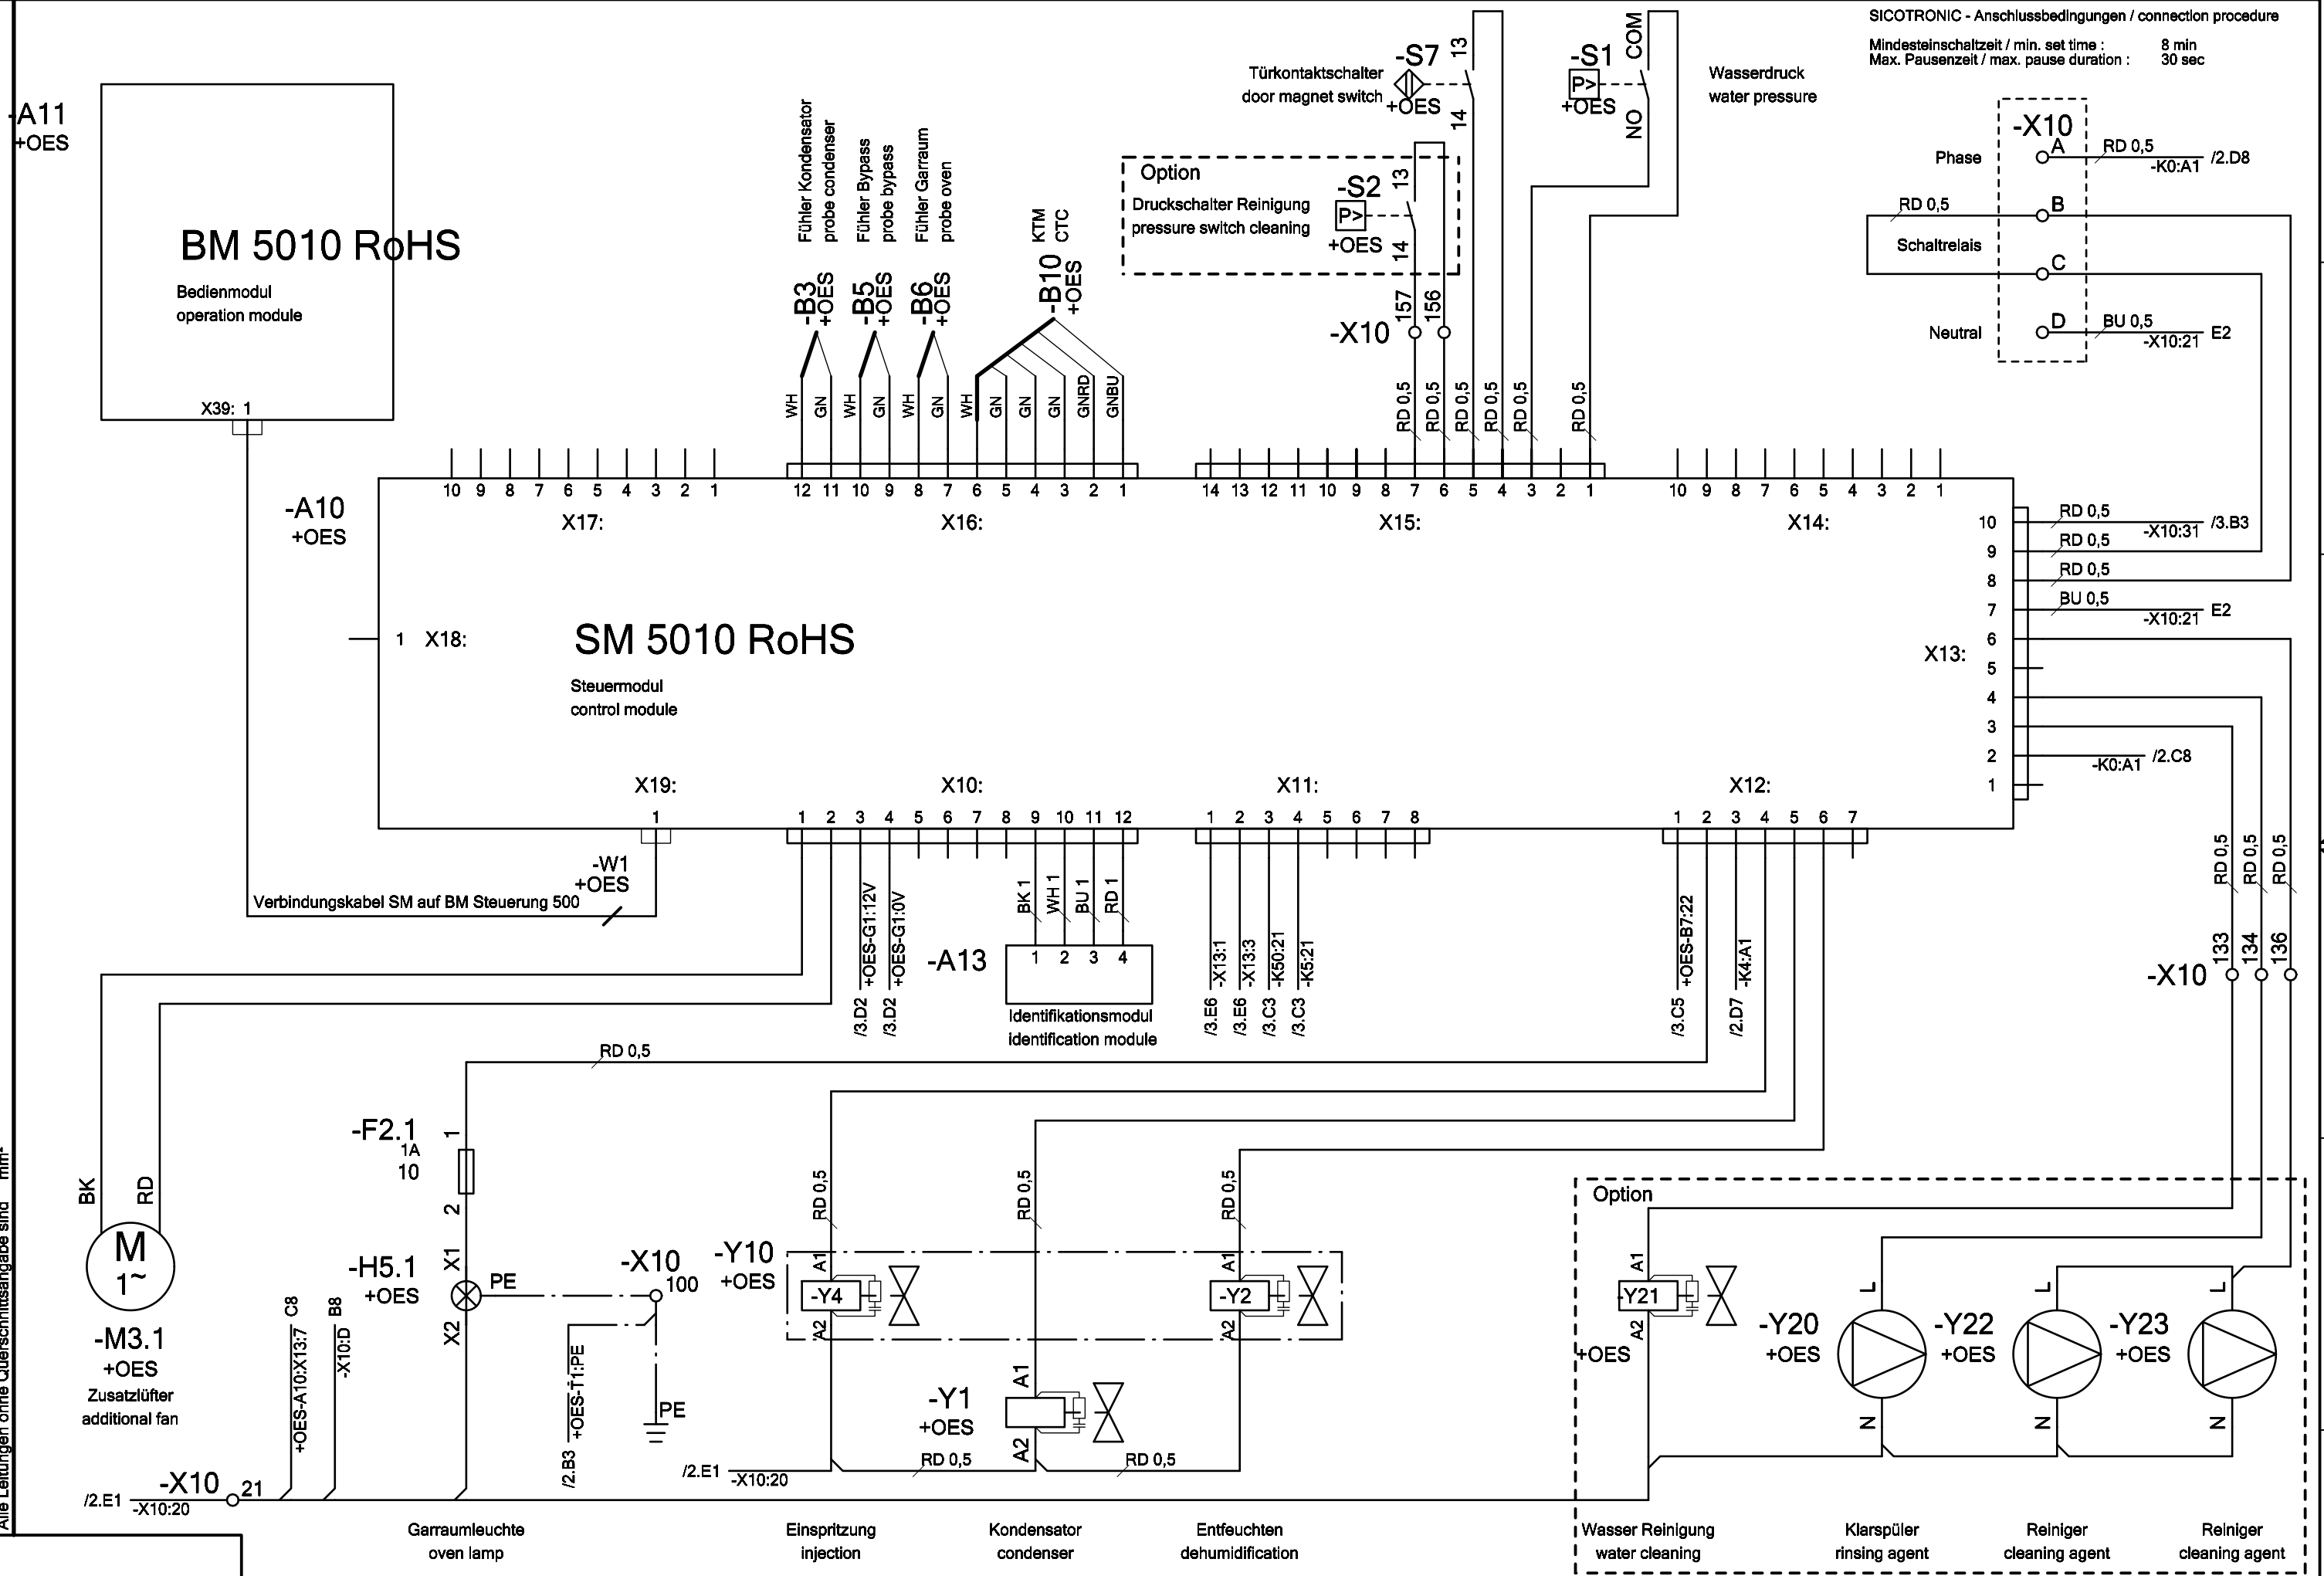 SICOTRONIC - Anschlussbedingungen / connection procedure
Mindesteinschaltzeit / min. set time : 8 min
Max. Pausenzeit / max. pause duration : 30 sec
-A11
+OES
BM 5010 RoHS
Bedienmodul
operation module
X39: 1
Fühler Kondensator
probe condenser
Fühler Bypass
probe bypass
Fühler Garraum
probe oven
KTM
CTC
-B3
+OES
-B5
+OES
-B6
+OES
-B10
+OES
WH GN WH GN WH GN WH GN GN GN GNRD GNBU
Türkontaktschalter
door magnet switch
-S7
+OES
13
14
-S1
P>
+OES
COM
NO
Wasserdruck
water pressure
Option
Druckschalter Reinigung
pressure switch cleaning
-S2
P>
+OES
13
14
-X10
157 156
RD 0,5 RD 0,5 RD 0,5 RD 0,5 RD 0,5 RD 0,5
-X10
Phase
A RD 0,5 -K0:A1 /2.D8
RD 0,5
B
Schaltrelais
C
Neutral
D BU 0,5 -X10:21 E2
-A10
+OES
10 9 8 7 6 5 4 3 2 1
X17:
12 11 10 9 8 7 6 5 4 3 2 1
X16:
14 13 12 11 10 9 8 7 6 5 4 3 2 1
X15:
10 9 8 7 6 5 4 3 2 1
X14:
1 X18:
SM 5010 RoHS
Steuermodul
control module
X13:
10 RD 0,5 -X10:31 /3.B3
9 RD 0,5
8 RD 0,5
7 BU 0,5 -X10:21 E2
6
5
4
3
2 -K0:A1 /2.C8
1
X19:
1
X10:
1 2 3 4 5 6 7 8 9 10 11 12
X11:
1 2 3 4 5 6 7 8
X12:
1 2 3 4 5 6 7
-W1
+OES
Verbindungskabel SM auf BM Steuerung 500
/3.D2 +OES-G1:12V
/3.D2 +OES-G1:0V
BK 1 WH 1 BU 1 RD 1
-A13
1 2 3 4
Identifikationsmodul
identification module
/3.E6 -X13:1
/3.E6 -X13:3
/3.C3 -K50:21
/3.C3 -K5:21
/3.C5 +OES-B7:22
/2.D7 -K4:A1
RD 0,5 RD 0,5 RD 0,5
-X10
133 134 136
RD 0,5
BK RD
M
1~
-M3.1
+OES
Zusatzlüfter
additional fan
-F2.1
1A
10
1
2
-H5.1
+OES
X1
X2
PE
-X10
100
PE
/2.B3 +OES-T1:PE
C8
+OES-A10:X13:7
B8
-X10:D
/2.E1 -X10:20
-X10
21
RD 0,5 RD 0,5 RD 0,5
-Y10
+OES
A1
-Y4
A2
A1
-Y2
A2
-Y1
+OES
A1
A2
/2.E1 -X10:20
RD 0,5 RD 0,5
Option
A1
-Y21
A2
+OES
-Y20
+OES
L
N
-Y22
+OES
L
N
-Y23
+OES
L
N
Garraumleuchte
oven lamp
Einspritzung
injection
Kondensator
condenser
Entfeuchten
dehumidification
Wasser Reinigung
water cleaning
Klarspüler
rinsing agent
Reiniger
cleaning agent
Reiniger
cleaning agent
Alle Leitungen ohne Querschnittsangabe sind mm²